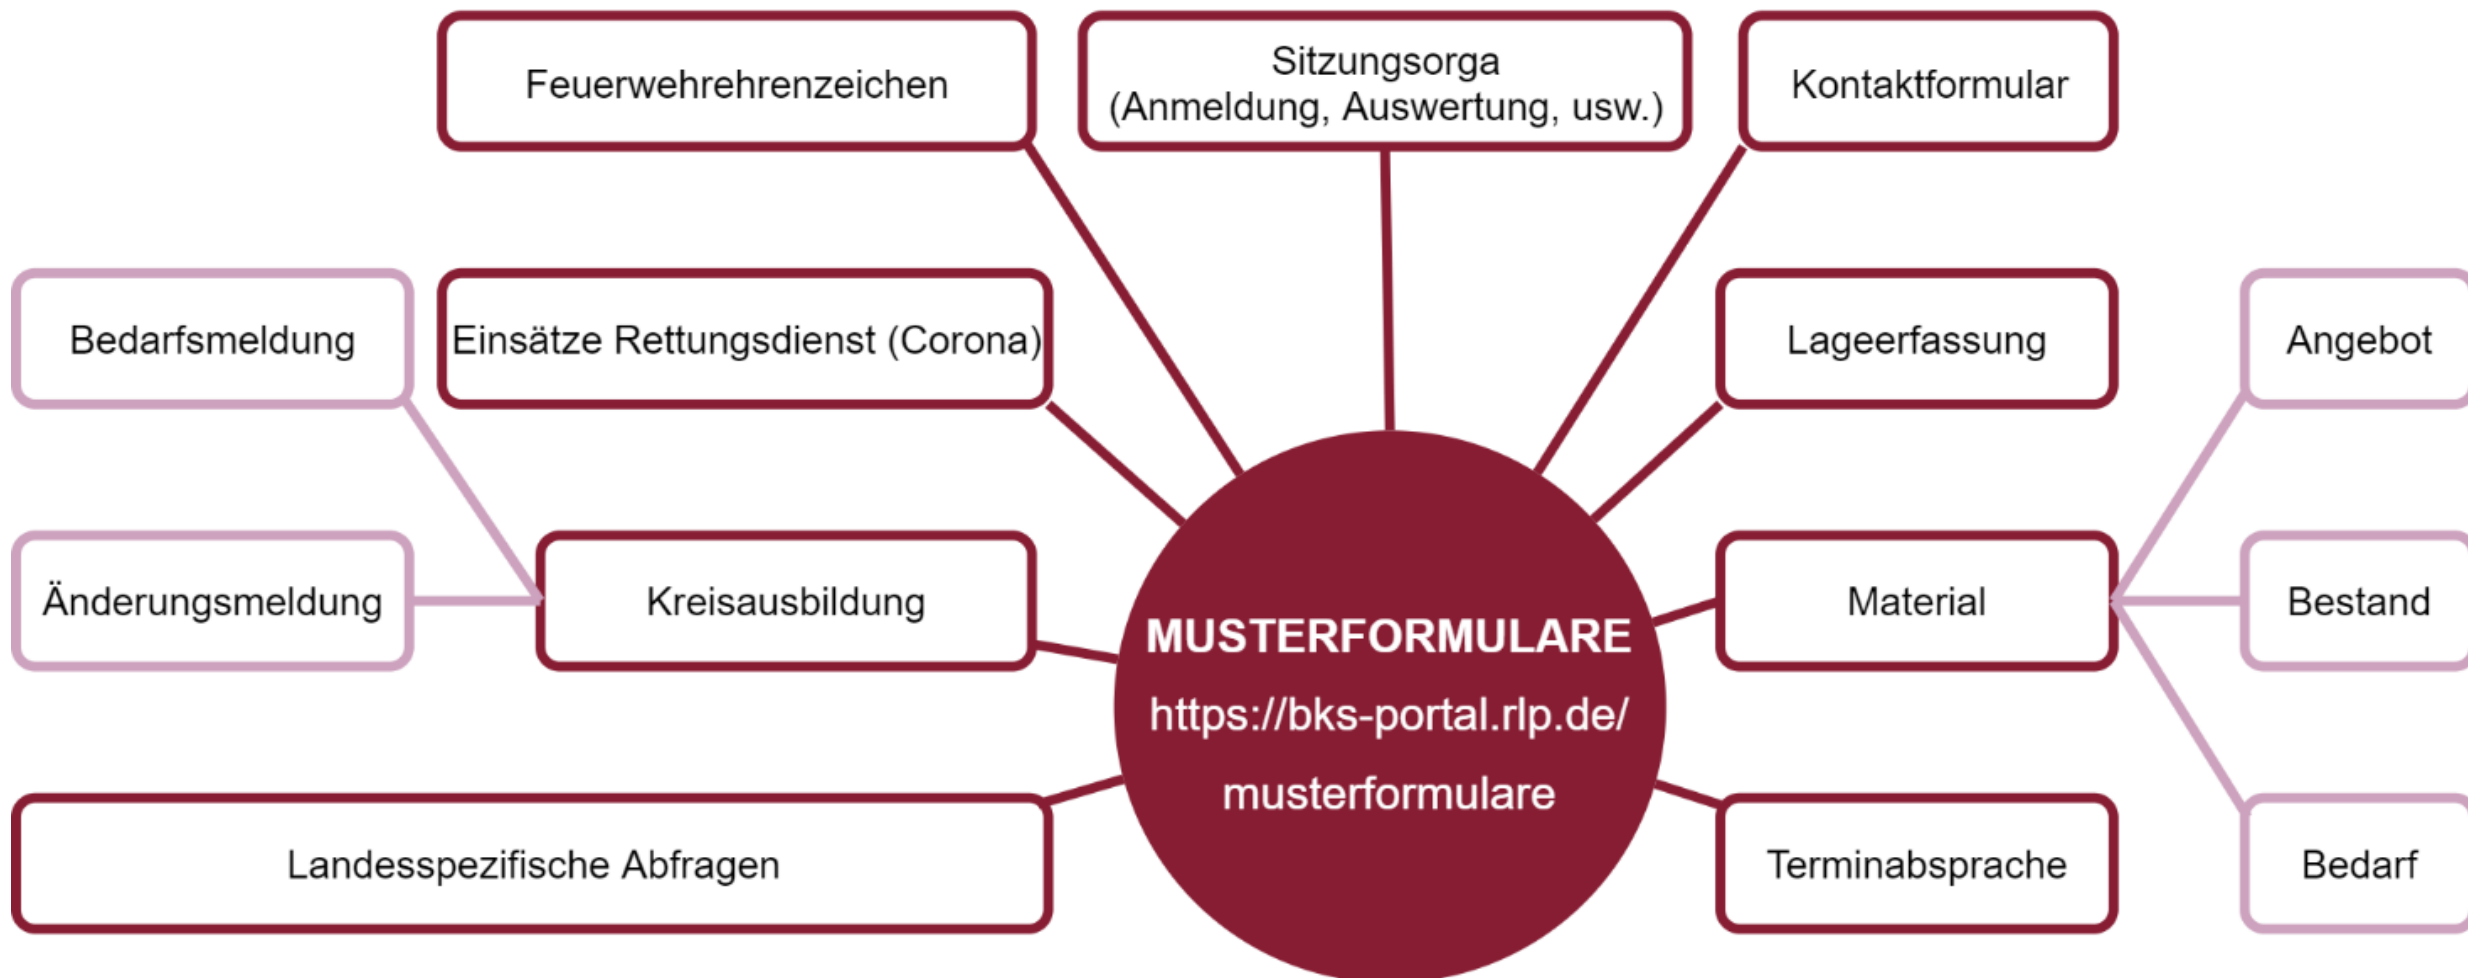 Feuerwehrehrenzeichen
Sitzungsorga
(Anmeldung, Auswertung, usw.)
Kontaktformular
Bedarfsmeldung
Einsätze Rettungsdienst (Corona)
Lageerfassung
Angebot
Änderungsmeldung
Kreisausbildung
Material
Bestand
MUSTERFORMULARE
https://bks-portal.rlp.de/
musterformulare
Landesspezifische Abfragen
Terminabsprache
Bedarf